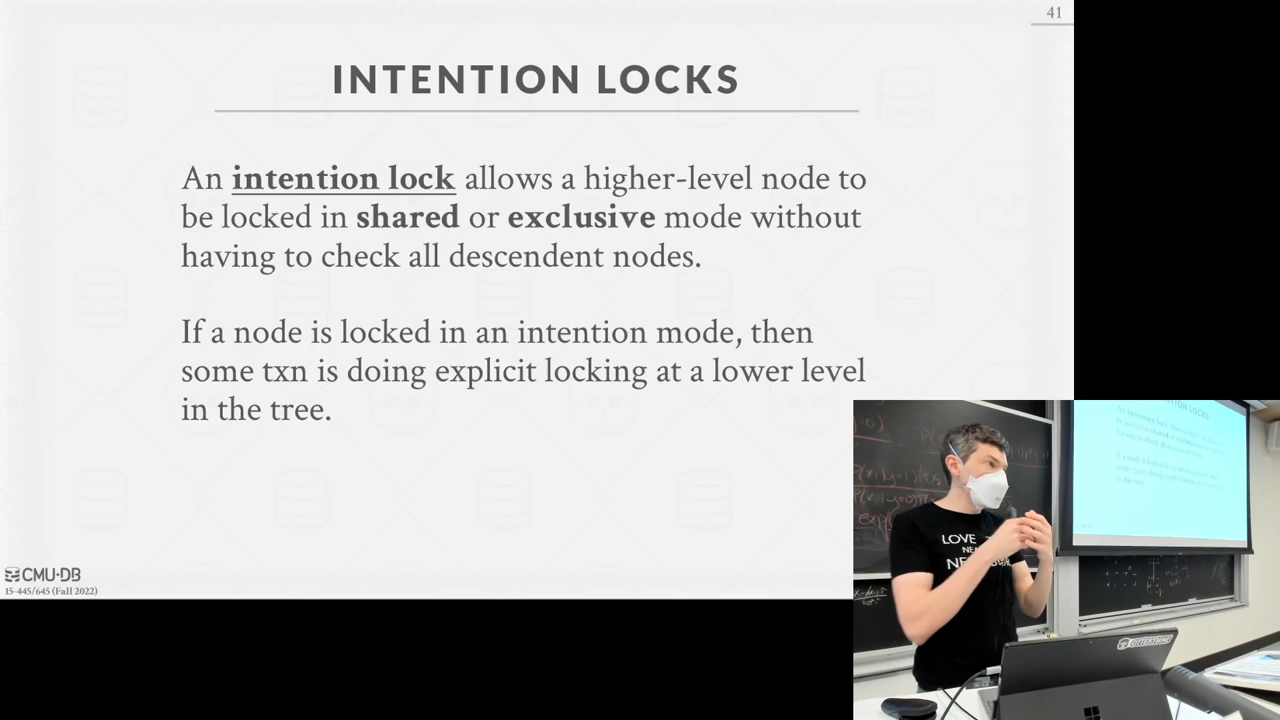 41
INTENTION LOCKS
An intention lock allows a higher-level node to
be locked in shared or exclusive mode without
having to check all descendent nodes.
If a node is locked in an intention mode, then
some txn is doing explicit locking at a lower level
in the tree.
CMU·DB
15-445/645 (Fall 2022)
LOVE
OTTERTUNE